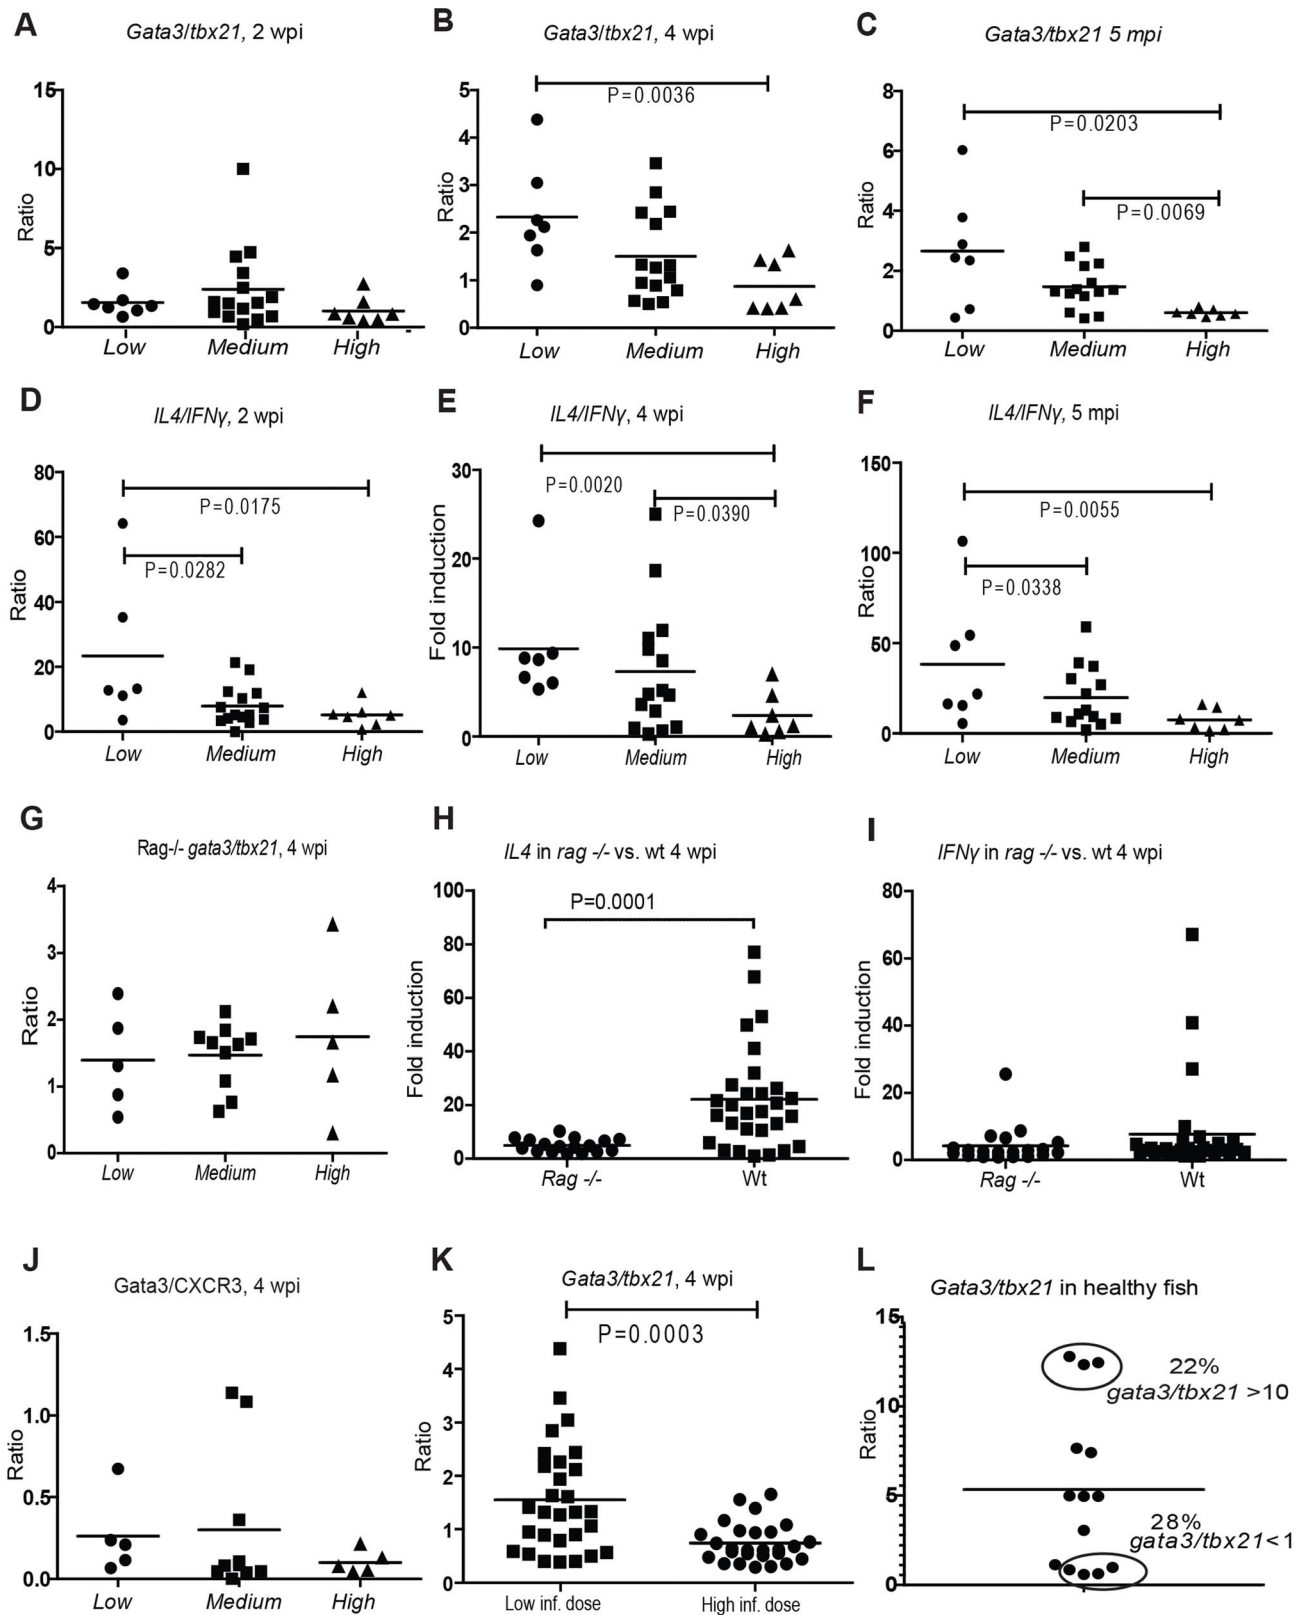 A
Gata3/tbx21, 2 wpi
15
10
5
0
Ratio
Low
Medium
High
B
Gata3/tbx21, 4 wpi
P=0.0036
5
4
3
2
1
0
Ratio
Low
Medium
High
C
Gata3/tbx21 5 mpi
P=0.0203
P=0.0069
8
6
4
2
0
Ratio
Low
Medium
High
D
IL4/IFNγ, 2 wpi
P=0.0175
P=0.0282
80
60
40
20
0
Ratio
Low
Medium
High
E
IL4/IFNγ, 4 wpi
P=0.0020
P=0.0390
30
20
10
0
Fold induction
Low
Medium
High
F
IL4/IFNγ, 5 mpi
P=0.0055
P=0.0338
150
100
50
0
Ratio
Low
Medium
High
G
Rag-/- gata3/tbx21, 4 wpi
4
3
2
1
0
Ratio
Low
Medium
High
H
IL4 in rag -/- vs. wt 4 wpi
P=0.0001
100
80
60
40
20
0
Fold induction
Rag -/-
Wt
I
IFNγ in rag -/- vs. wt 4 wpi
80
60
40
20
0
Fold induction
Rag -/-
Wt
J
Gata3/CXCR3, 4 wpi
1.5
1.0
0.5
0.0
Ratio
Low
Medium
High
K
Gata3/tbx21, 4 wpi
P=0.0003
5
4
3
2
1
0
Ratio
Low inf. dose
High inf. dose
L
Gata3/tbx21 in healthy fish
15
10
5
0
Ratio
22%
gata3/tbx21 >10
28%
gata3/tbx21<1